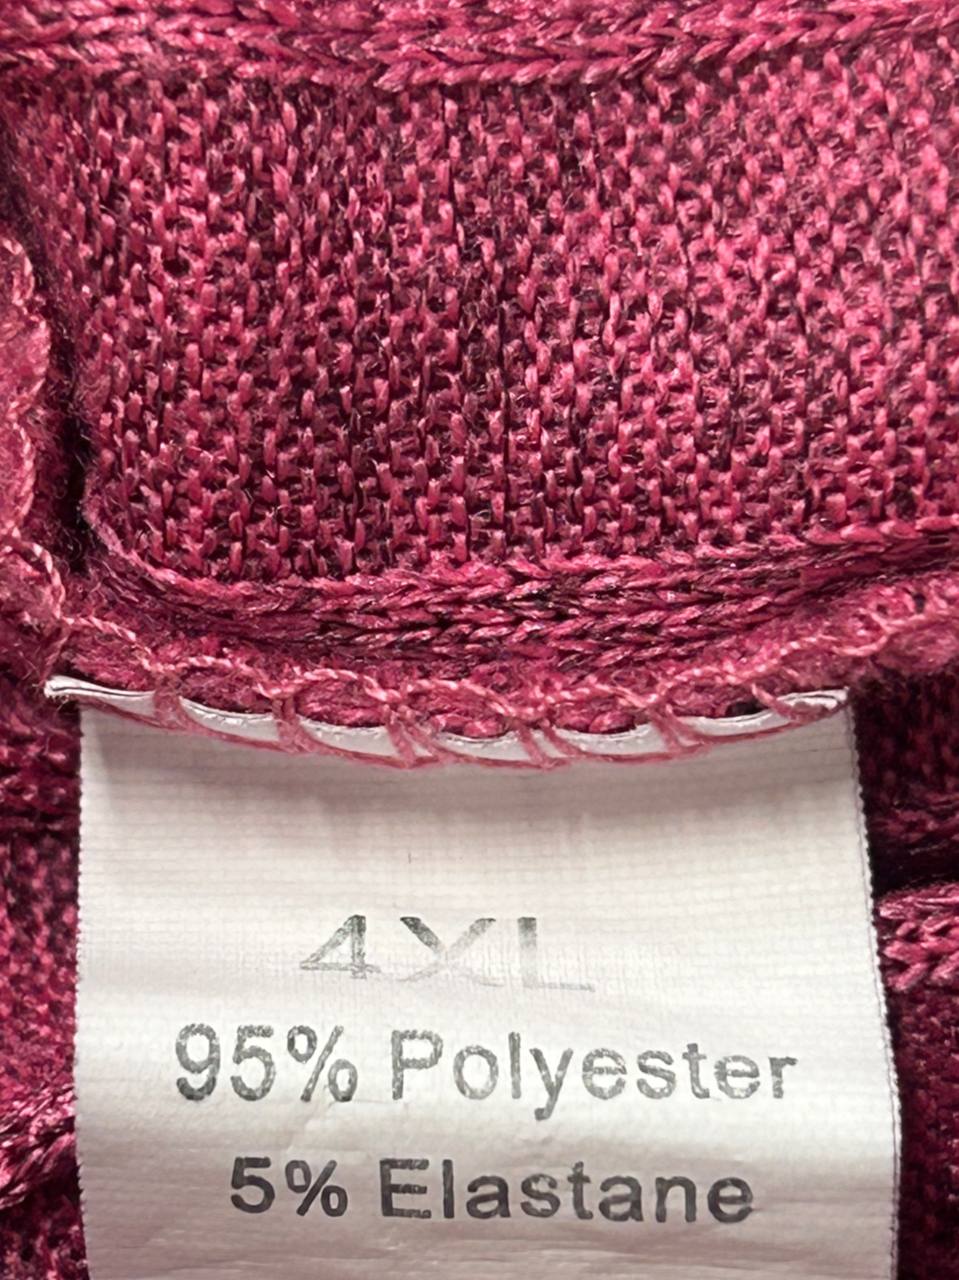 4XL
95% Polyester
5% Elastane